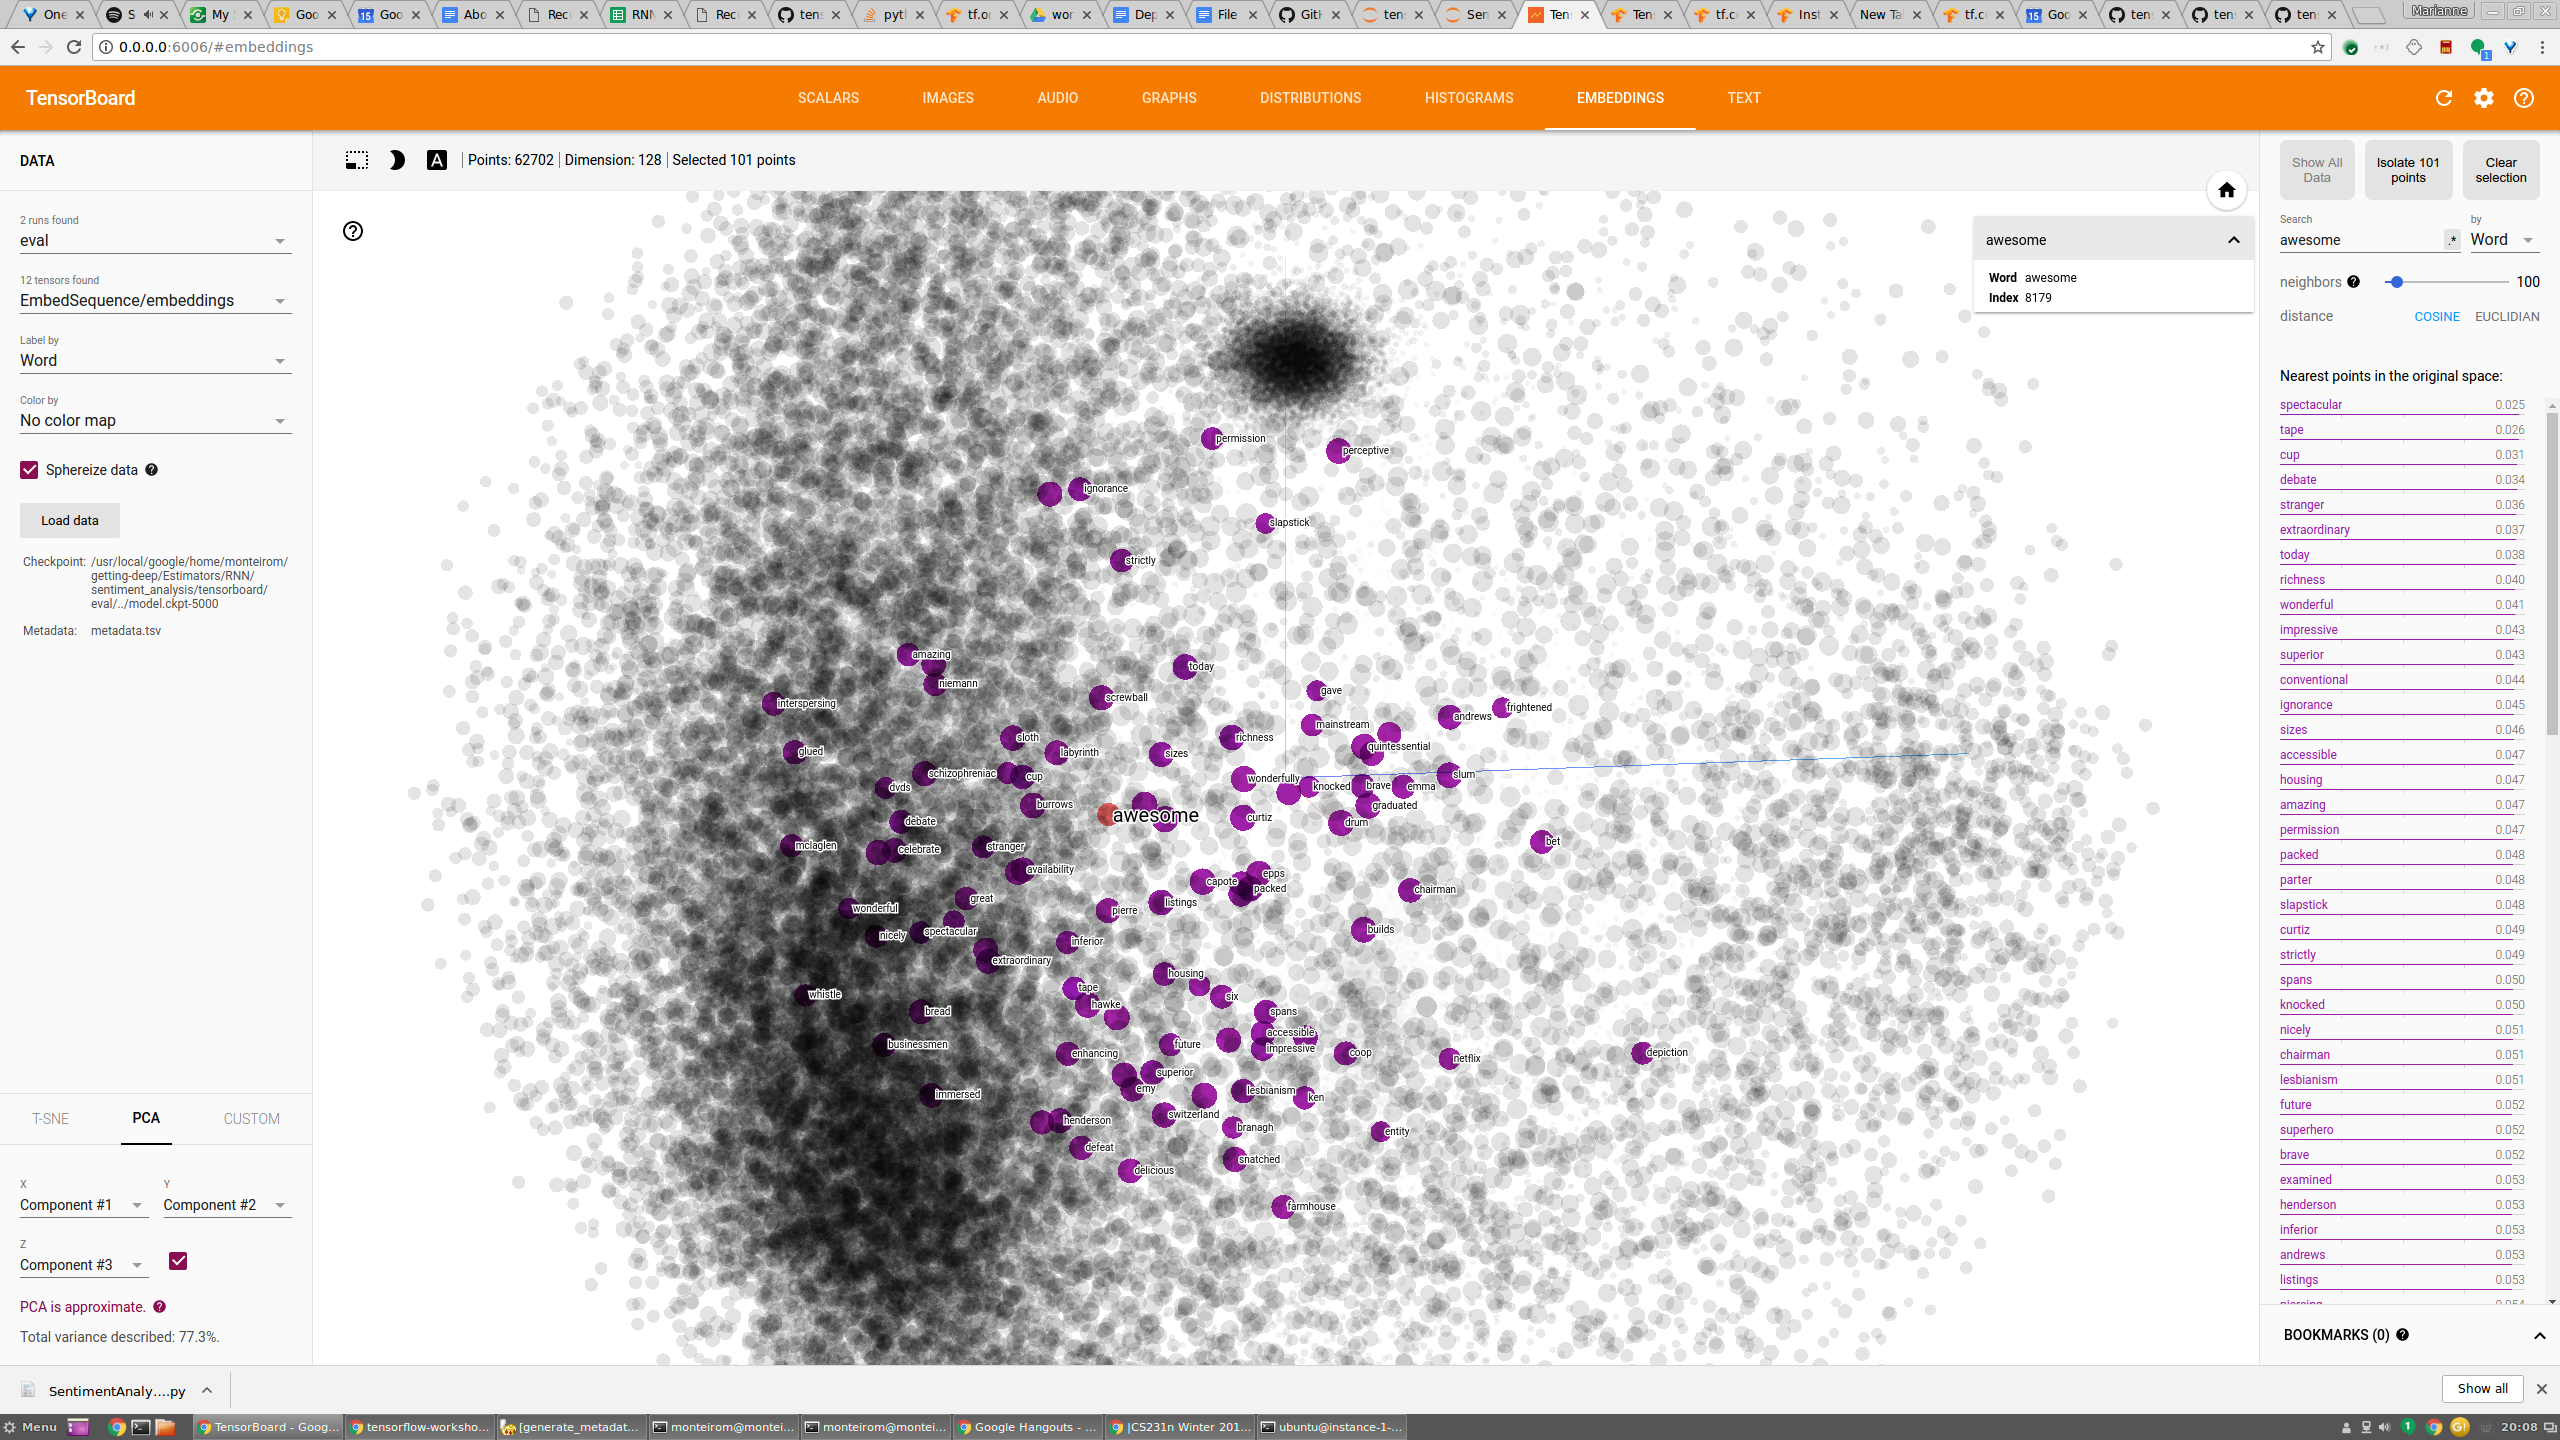 One
S
My
Goo
Goo
Abo
Rec
RNN
Rec
tens
pyt
tf.o
wor
Dep
File
Git
tens
Sen
Tens
Tens
tf.c
Inst
New Ta
tf.c
Goo
ten
ten
ten
Marianne
0.0.0.0:6006/#embeddings
TensorBoard
SCALARS
IMAGES
AUDIO
GRAPHS
DISTRIBUTIONS
HISTOGRAMS
EMBEDDINGS
TEXT
DATA
2 runs found
eval
12 tensors found
EmbedSequence/embeddings
Label by
Word
Color by
No color map
Sphereize data
Load data
Checkpoint: /usr/local/google/home/monteirom/
getting-deep/Estimators/RNN/
sentiment_analysis/tensorboard/
eval/../model.ckpt-5000
Metadata: metadata.tsv
T-SNE
PCA
CUSTOM
X
Component #1
Y
Component #2
Z
Component #3
PCA is approximate.
Total variance described: 77.3%.
Points: 62702 | Dimension: 128 | Selected 101 points
permission
perceptive
ignorance
slapstick
strictly
amazing
niemann
today
interspersing
screwball
gave
frightened
andrews
mainstream
sloth
richness
quintessential
glued
labyrinth
sizes
schizophreniac
cup
wonderfully
slum
dvds
knocked
brave
emma
burrows
graduated
awesome
curtiz
drum
debate
mclaglen
celebrate
stranger
bet
availability
epps
capote
packed
chairman
great
listings
wonderful
pierre
nicely
spectacular
builds
inferior
extraordinary
housing
tape
whistle
six
hawke
bread
spans
accessible
businessmen
future
impressive
enhancing
coop
netflix
depiction
superior
emy
immersed
lesbianism
ken
switzerland
henderson
branagh
entity
defeat
snatched
delicious
farmhouse
awesome
Word awesome
Index 8179
Show All
Data
Isolate 101
points
Clear
selection
Search
awesome
.*
by
Word
neighbors
100
distance
COSINE
EUCLIDIAN
Nearest points in the original space:
spectacular 0.025
tape 0.026
cup 0.031
debate 0.034
stranger 0.036
extraordinary 0.037
today 0.038
richness 0.040
wonderful 0.041
impressive 0.043
superior 0.043
conventional 0.044
ignorance 0.045
sizes 0.046
accessible 0.047
housing 0.047
amazing 0.047
permission 0.047
packed 0.048
parter 0.048
slapstick 0.048
curtiz 0.049
strictly 0.049
spans 0.050
knocked 0.050
nicely 0.051
chairman 0.051
lesbianism 0.051
future 0.052
superhero 0.052
brave 0.052
examined 0.053
henderson 0.053
inferior 0.053
andrews 0.053
listings 0.053
BOOKMARKS (0)
SentimentAnaly....py
Show all
Menu
TensorBoard - Goog...
tensorflow-worksho...
[generate_metadat...
monteirom@montei...
monteirom@montei...
Google Hangouts - ...
|CS231n Winter 201...
ubuntu@instance-1-...
20:08